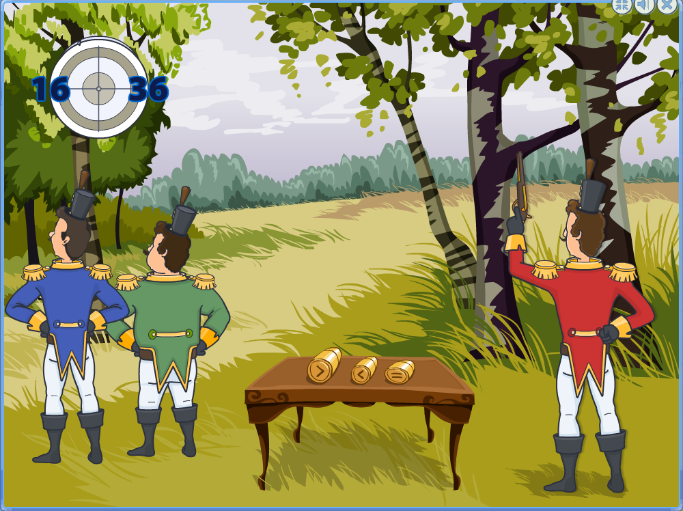 16 36
> < =